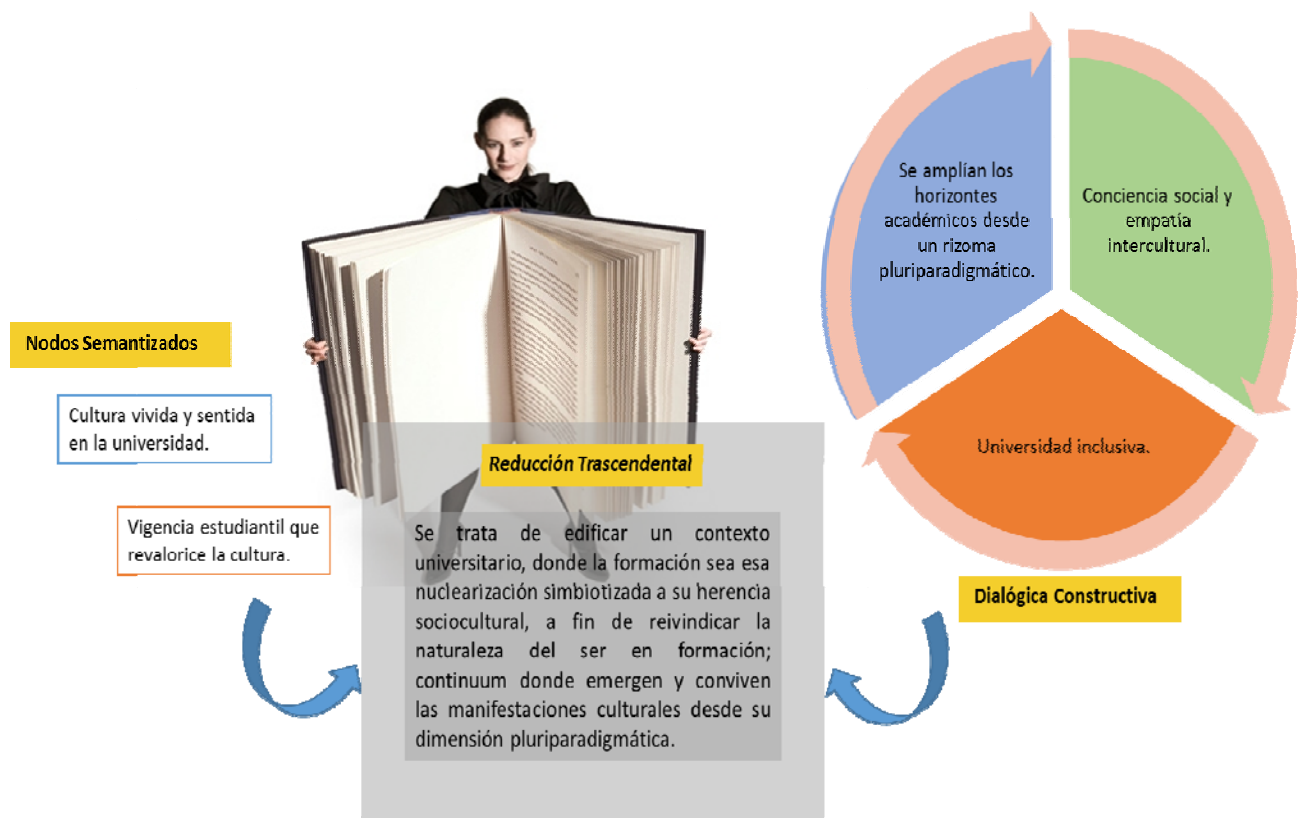 Nodos Semantizados
Cultura vivida y sentida
en la universidad.
Vigencia estudiantil que
revalorice la cultura.
Reducción Trascendental
Se trata de edificar un contexto
universitario, donde la formación sea esa
nuclearización simbiotizada a su herencia
sociocultural, a fin de reivindicar la
naturaleza del ser en formación;
continuum donde emergen y conviven
las manifestaciones culturales desde su
dimensión pluriparadigmática.
Se amplían los
horizontes
académicos desde
un rizoma
pluriparadigmático.
Conciencia social y
empatía
intercultural.
Universidad inclusiva.
Dialógica Constructiva